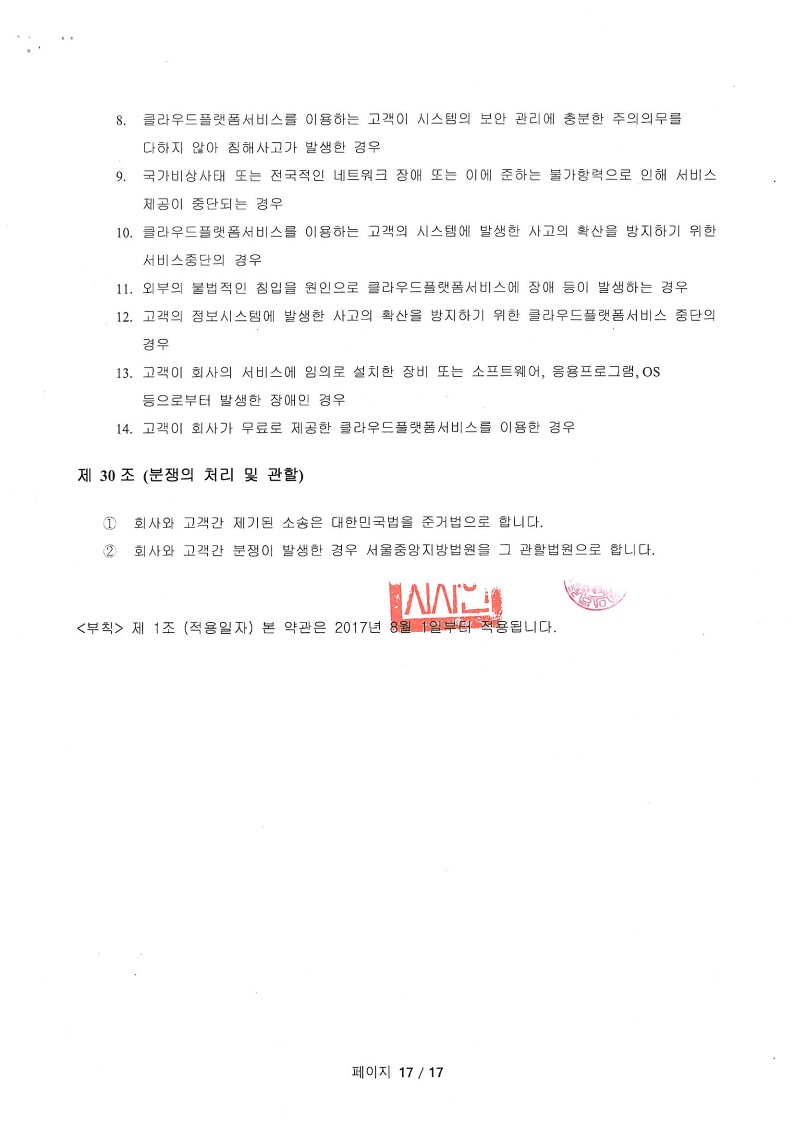 8. 클라우드플랫폼서비스를 이용하는 고객이 시스템의 보안 관리에 충분한 주의의무를
다하지 않아 침해사고가 발생한 경우
9. 국가비상사태 또는 전국적인 네트워크 장애 또는 이에 준하는 불가항력으로 인해 서비스
제공이 중단되는 경우
10. 클라우드플랫폼서비스를 이용하는 고객의 시스템에 발생한 사고의 확산을 방지하기 위한
서비스중단의 경우
11. 외부의 불법적인 침입을 원인으로 클라우드플랫폼서비스에 장애 등이 발생하는 경우
12. 고객의 정보시스템에 발생한 사고의 확산을 방지하기 위한 클라우드플랫폼서비스 중단의
경우
13. 고객이 회사의 서비스에 임의로 설치한 장비 또는 소프트웨어, 응용프로그램, OS
등으로부터 발생한 장애인 경우
14. 고객이 회사가 무료로 제공한 클라우드플랫폼서비스를 이용한 경우
제 30 조 (분쟁의 처리 및 관할)
① 회사와 고객간 제기된 소송은 대한민국법을 준거법으로 합니다.
② 회사와 고객간 분쟁이 발생한 경우 서울중앙지방법원을 그 관할법원으로 합니다.
<부칙> 제 1조 (적용일자) 본 약관은 2017년 8월 1일부터 적용됩니다.
페이지 17 / 17